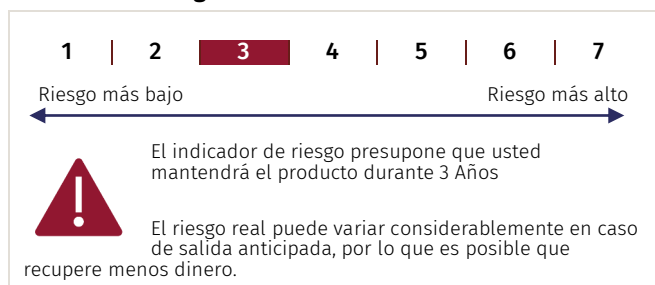 1 2 3 4 5 6 7
Riesgo más bajo Riesgo más alto
El indicador de riesgo presupone que usted
mantendrá el producto durante 3 Años
El riesgo real puede variar considerablemente en caso
de salida anticipada, por lo que es posible que
recupere menos dinero.